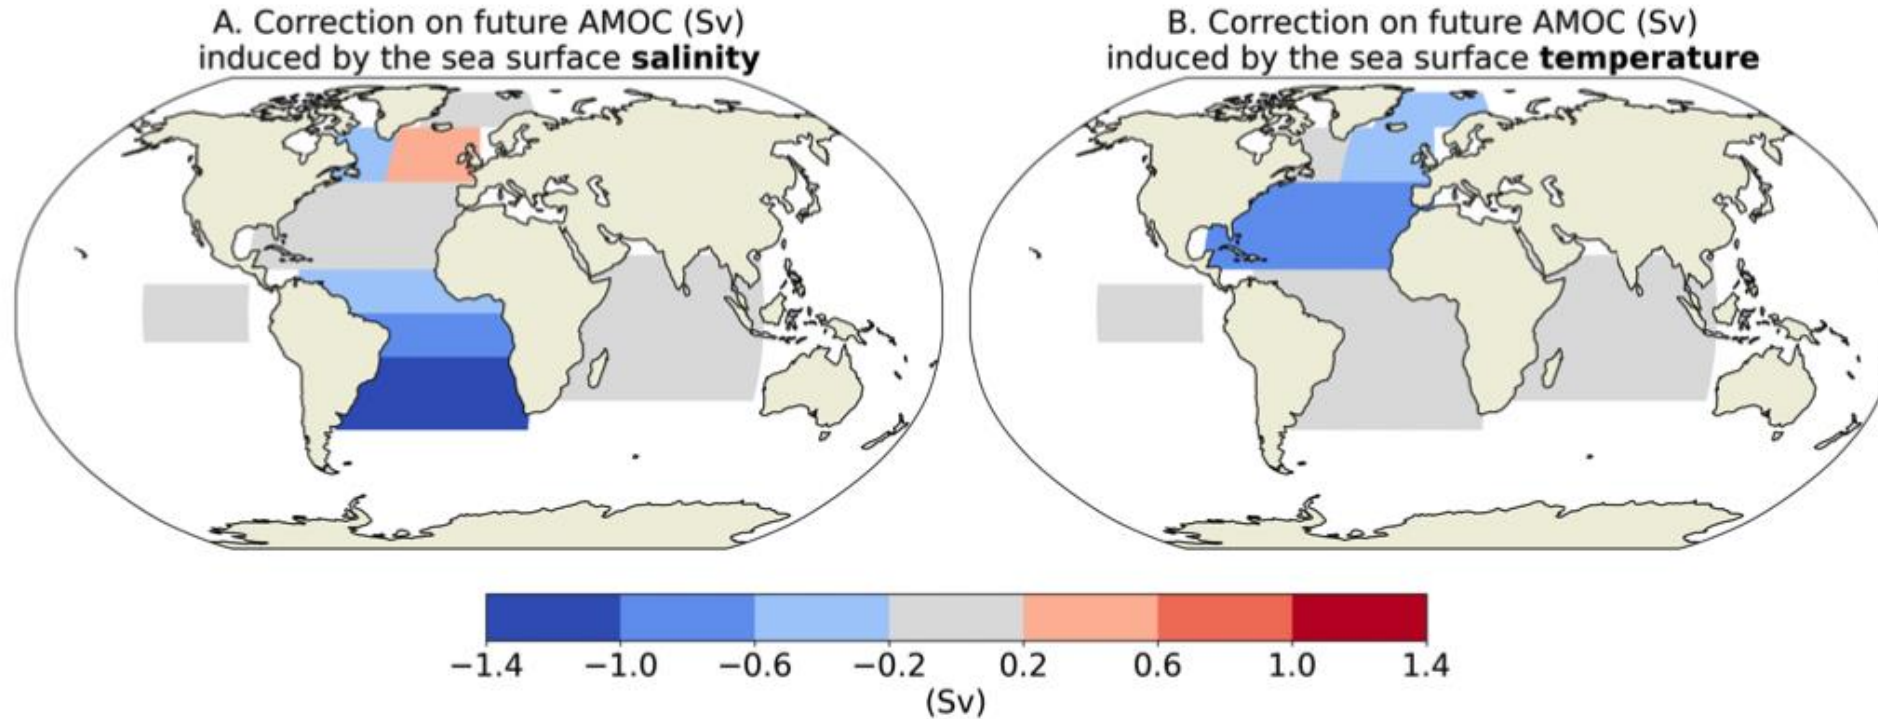 A. Correction on future AMOC (Sv)
induced by the sea surface salinity
B. Correction on future AMOC (Sv)
induced by the sea surface temperature
−1.4 −1.0 −0.6 −0.2 0.2 0.6 1.0 1.4
(Sv)